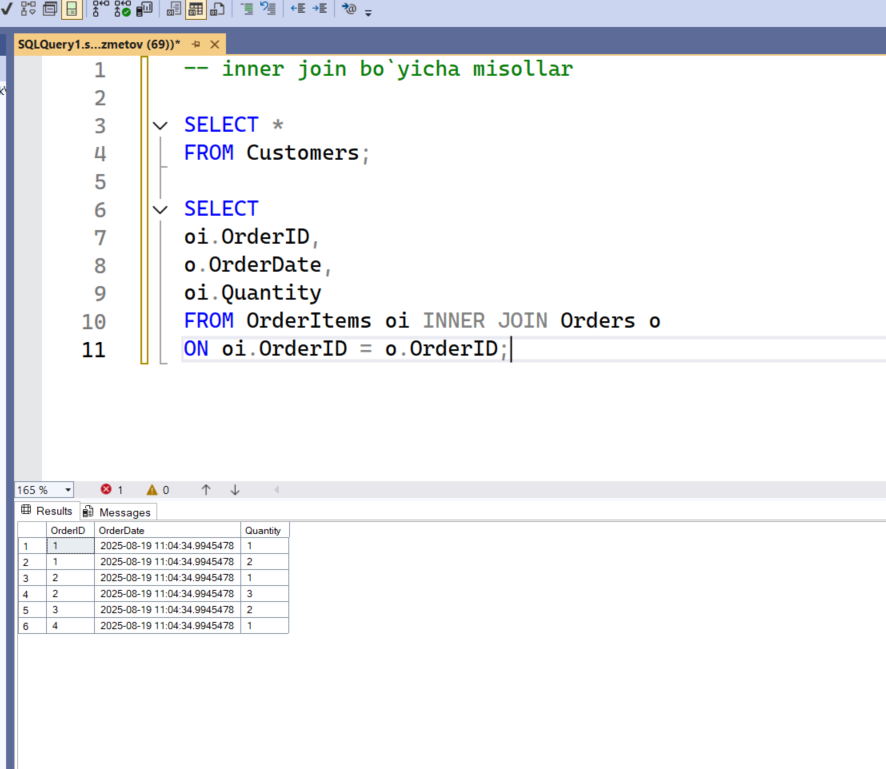 SQLQuery1.s...zmetov (69))*
1 -- inner join bo`yicha misollar
2
3 SELECT *
4 FROM Customers;
5
6 SELECT
7 oi.OrderID,
8 o.OrderDate,
9 oi.Quantity
10 FROM OrderItems oi INNER JOIN Orders o
11 ON oi.OrderID = o.OrderID;
165 % 1 0
Results Messages
OrderID OrderDate Quantity
1 1 2025-08-19 11:04:34.9945478 1
2 1 2025-08-19 11:04:34.9945478 2
3 2 2025-08-19 11:04:34.9945478 1
4 2 2025-08-19 11:04:34.9945478 3
5 3 2025-08-19 11:04:34.9945478 2
6 4 2025-08-19 11:04:34.9945478 1